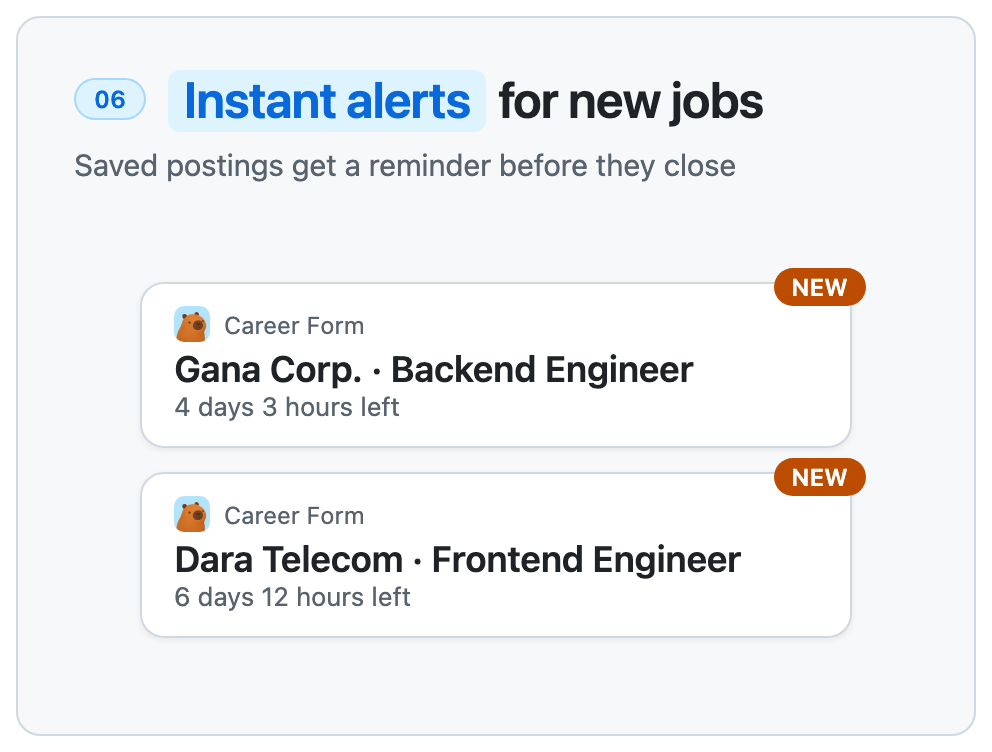 06 Instant alerts for new jobs
Saved postings get a reminder before they close
NEW
Career Form
Gana Corp. · Backend Engineer
4 days 3 hours left
NEW
Career Form
Dara Telecom · Frontend Engineer
6 days 12 hours left